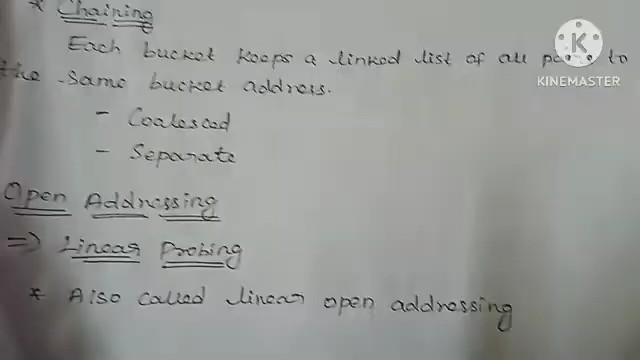 * Chaining
Each bucket keeps a linked list of all to
the same bucket address.
- Coalesced
- Separate
Open Addressing
=> Linear Probing
* Also called linear open addressing
KINEMASTER